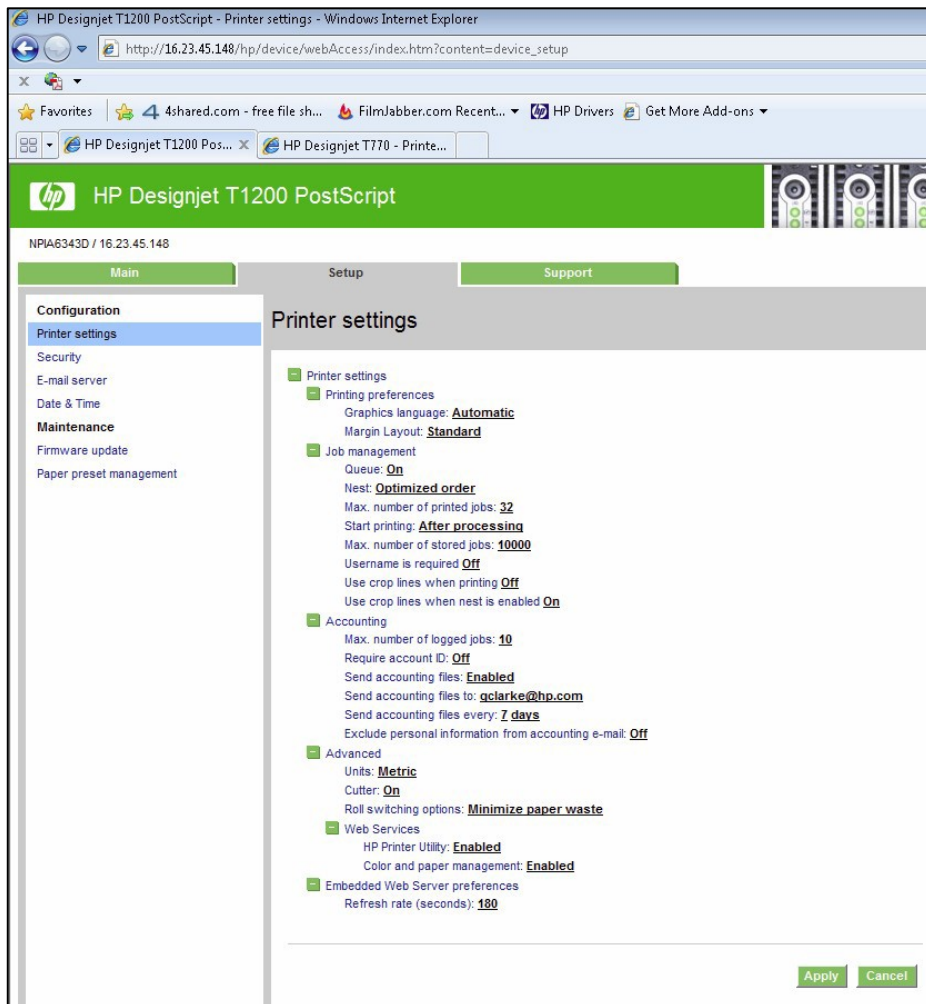 HP Designjet T1200 PostScript - Printer settings - Windows Internet Explorer
http://16.23.45.148/hp/device/webAccess/index.htm?content=device_setup
x
Favorites 4shared.com - free file sh... FilmJabber.com Recent... HP Drivers Get More Add-ons
HP Designjet T1200 Pos... X HP Designjet T770 - Printe...
hp HP Designjet T1200 PostScript
NPIA6343D / 16.23.45.148
Main Setup Support
Configuration
Printer settings
Security
E-mail server
Date & Time
Maintenance
Firmware update
Paper preset management
Printer settings
Printer settings
Printing preferences
Graphics language: Automatic
Margin Layout: Standard
Job management
Queue: On
Nest: Optimized order
Max. number of printed jobs: 32
Start printing: After processing
Max. number of stored jobs: 10000
Username is required Off
Use crop lines when printing Off
Use crop lines when nest is enabled On
Accounting
Max. number of logged jobs: 10
Require account ID: Off
Send accounting files: Enabled
Send accounting files to: qclarke@hp.com
Send accounting files every: 7 days
Exclude personal information from accounting e-mail: Off
Advanced
Units: Metric
Cutter: On
Roll switching options: Minimize paper waste
Web Services
HP Printer Utility: Enabled
Color and paper management: Enabled
Embedded Web Server preferences
Refresh rate (seconds): 180
Apply Cancel